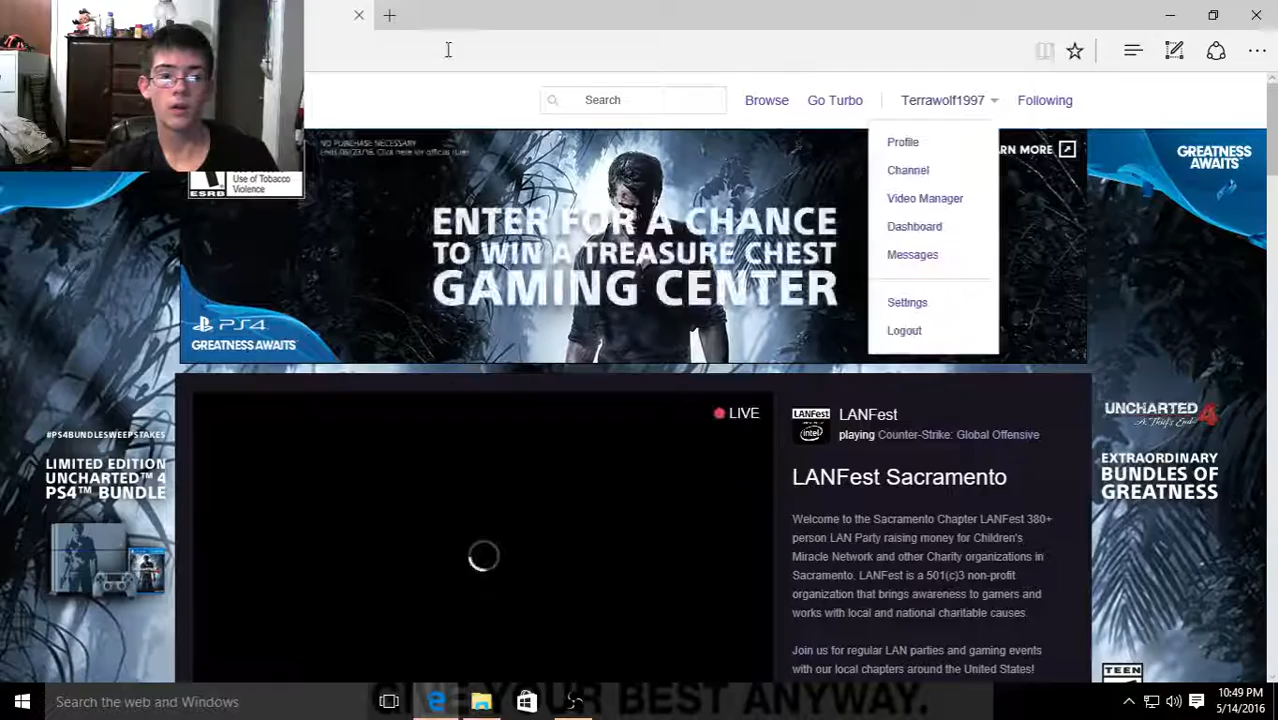 Search
Browse
Go Turbo
Terrawolf1997
Following
Profile
Channel
Video Manager
Dashboard
Messages
Settings
Logout
NO PURCHASE NECESSARY
RN MORE
GREATNESS
AWAITS
Use of Tobacco
Violence
ESRB
ENTER FOR A CHANCE
TO WIN A TREASURE CHEST
GAMING CENTER
PS4
GREATNESS AWAITS
LIVE
LANFest
intel
LANFest
playing Counter-Strike: Global Offensive
LANFest Sacramento
Welcome to the Sacramento Chapter LANFest 380+
person LAN Party raising money for Children's
Miracle Network and other Charity organizations in
Sacramento. LANFest is a 501(c)3 non-profit
organization that brings awareness to gamers and
works with local and national charitable causes.
Join us for regular LAN parties and gaming events
with our local chapters around the United States!
#PS4BUNDLESWEEPSTAKES
LIMITED EDITION
UNCHARTED 4
PS4™ BUNDLE
UNCHARTED 4
A Thief's End
EXTRAORDINARY
BUNDLES OF
GREATNESS
TEEN
GIVE YOUR BEST ANYWAY.
Search the web and Windows
10:49 PM
5/14/2016